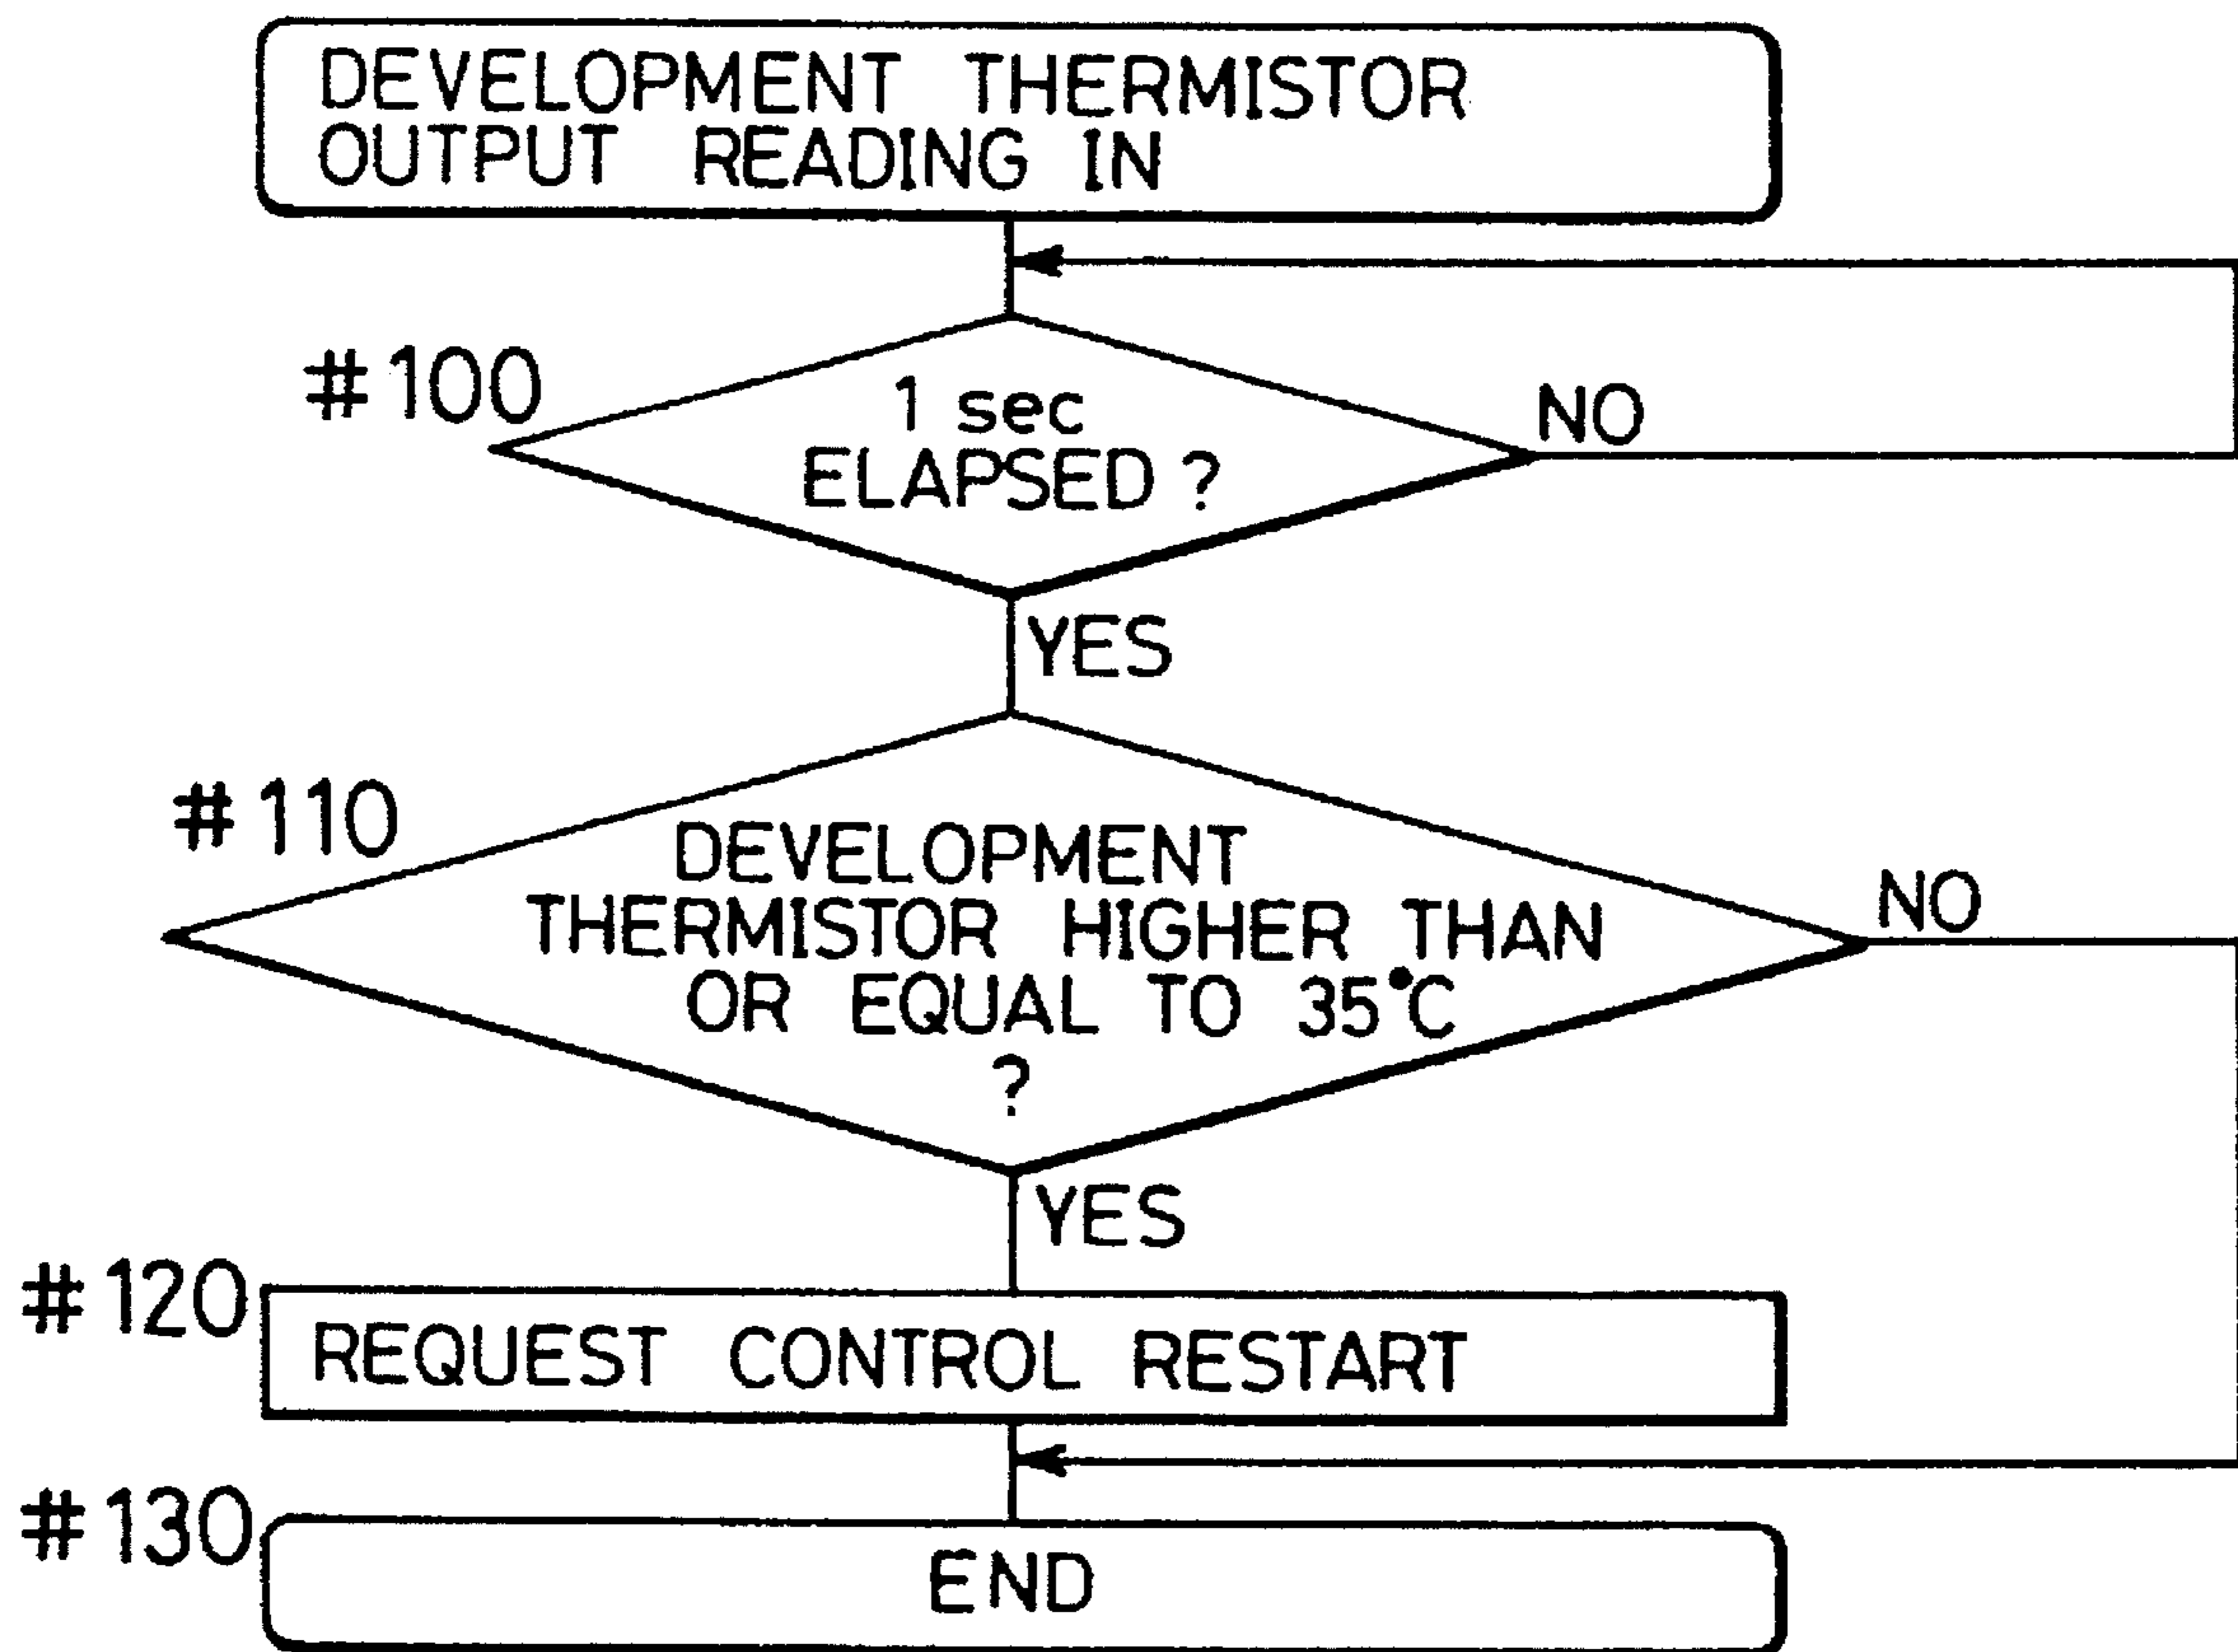 DEVELOPMENT THERMISTOR
OUTPUT READING IN
#100
1 sec
ELAPSED ?
NO
YES
#110
DEVELOPMENT
THERMISTOR HIGHER THAN
OR EQUAL TO 35°C
?
NO
YES
#120
REQUEST CONTROL RESTART
#130
END